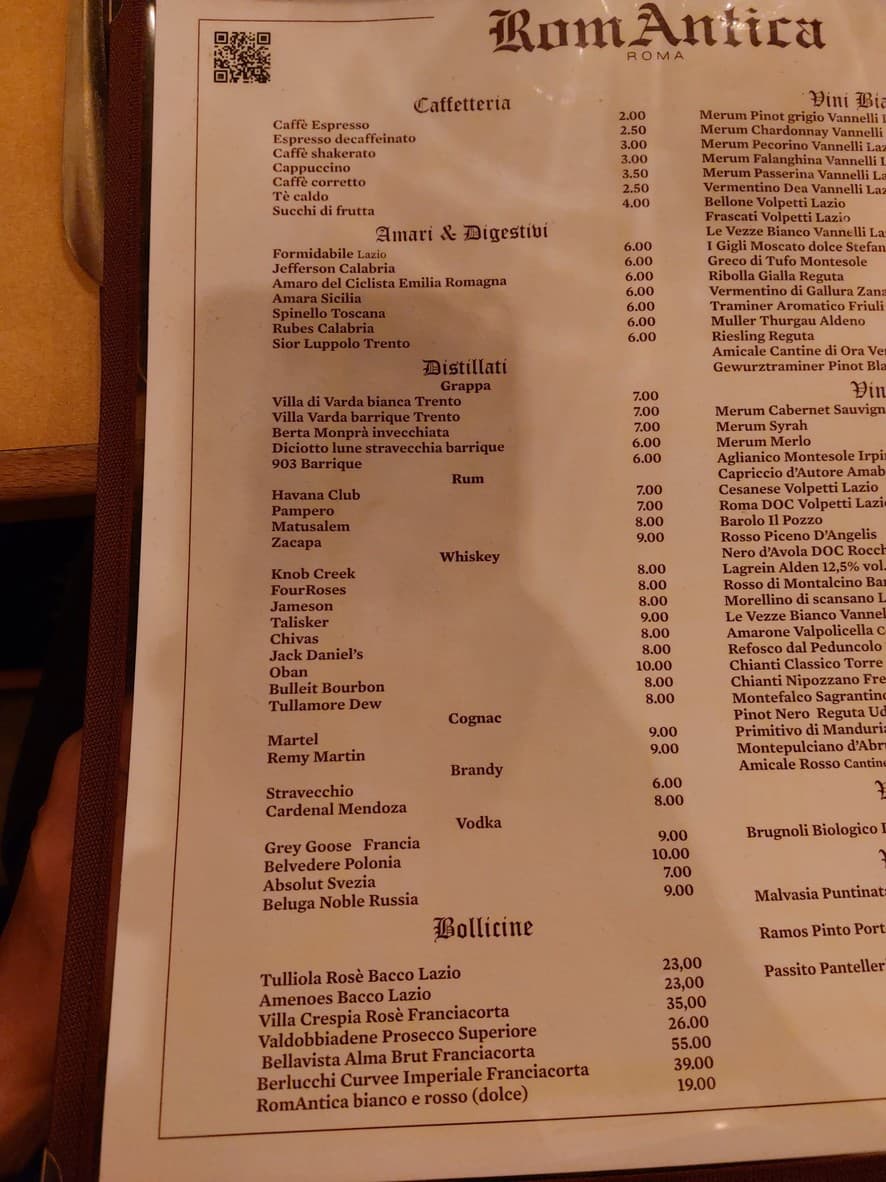 RomAntica
ROMA
Caffetteria
Caffè Espresso 2.00
Espresso decaffeinato 2.50
Caffè shakerato 3.00
Cappuccino 3.00
Caffè corretto 3.50
Tè caldo 2.50
Succhi di frutta 4.00
Amari & Digestivi
Formidabile Lazio 6.00
Jefferson Calabria 6.00
Amaro del Ciclista Emilia Romagna 6.00
Amara Sicilia 6.00
Spinello Toscana 6.00
Rubes Calabria 6.00
Sior Luppolo Trento 6.00
Distillati
Grappa
Villa di Varda bianca Trento 7.00
Villa Varda barrique Trento 7.00
Berta Monprà invecchiata 7.00
Diciotto lune stravecchia barrique 6.00
903 Barrique 6.00
Rum
Havana Club 7.00
Pampero 7.00
Matusalem 8.00
Zacapa 9.00
Whiskey
Knob Creek 8.00
FourRoses 8.00
Jameson 8.00
Talisker 9.00
Chivas 8.00
Jack Daniel's 8.00
Oban 10.00
Bulleit Bourbon 8.00
Tullamore Dew 8.00
Cognac
Martel 9.00
Remy Martin 9.00
Brandy
Stravecchio 6.00
Cardenal Mendoza 8.00
Vodka
Grey Goose Francia 9.00
Belvedere Polonia 10.00
Absolut Svezia 7.00
Beluga Noble Russia 9.00
Bollicine
Tulliola Rosè Bacco Lazio 23,00
Amenoes Bacco Lazio 23,00
Villa Crespia Rosè Franciacorta 35,00
Valdobbiadene Prosecco Superiore 26.00
Bellavista Alma Brut Franciacorta 55.00
Berlucchi Curvee Imperiale Franciacorta 39.00
RomAntica bianco e rosso (dolce) 19.00
Vini
Merum Pinot grigio Vannelli
Merum Chardonnay Vannelli
Merum Pecorino Vannelli
Merum Falanghina Vannelli
Merum Passerina Vannelli
Vermentino Dea Vannelli
Bellone Volpetti Lazio
Frascati Volpetti Lazio
Le Vezze Bianco Vannelli
I Gigli Moscato dolce
Greco di Tufo Montesole
Ribolla Gialla Reguta
Vermentino di Gallura
Traminer Aromatico Friuli
Muller Thurgau Aldeno
Riesling Reguta
Amicale Cantine di Ora
Gewurztraminer Pinot
Merum Cabernet
Merum Syrah
Merum Merlo
Aglianico Montesole
Capriccio d'Autore
Cesanese Volpetti Lazio
Roma DOC Volpetti
Barolo Il Pozzo
Rosso Piceno D'Angelis
Nero d'Avola DOC
Lagrein Alden 12,5% vol.
Rosso di Montalcino
Morellino di scansano
Le Vezze Bianco
Amarone Valpolicella
Refosco dal Peduncolo
Chianti Classico Torre
Chianti Nipozzano
Montefalco
Pinot Nero Reguta
Primitivo di
Montepulciano
Amicale Rosso
Brugnoli Biologico
Malvasia
Ramos Pinto
Passito